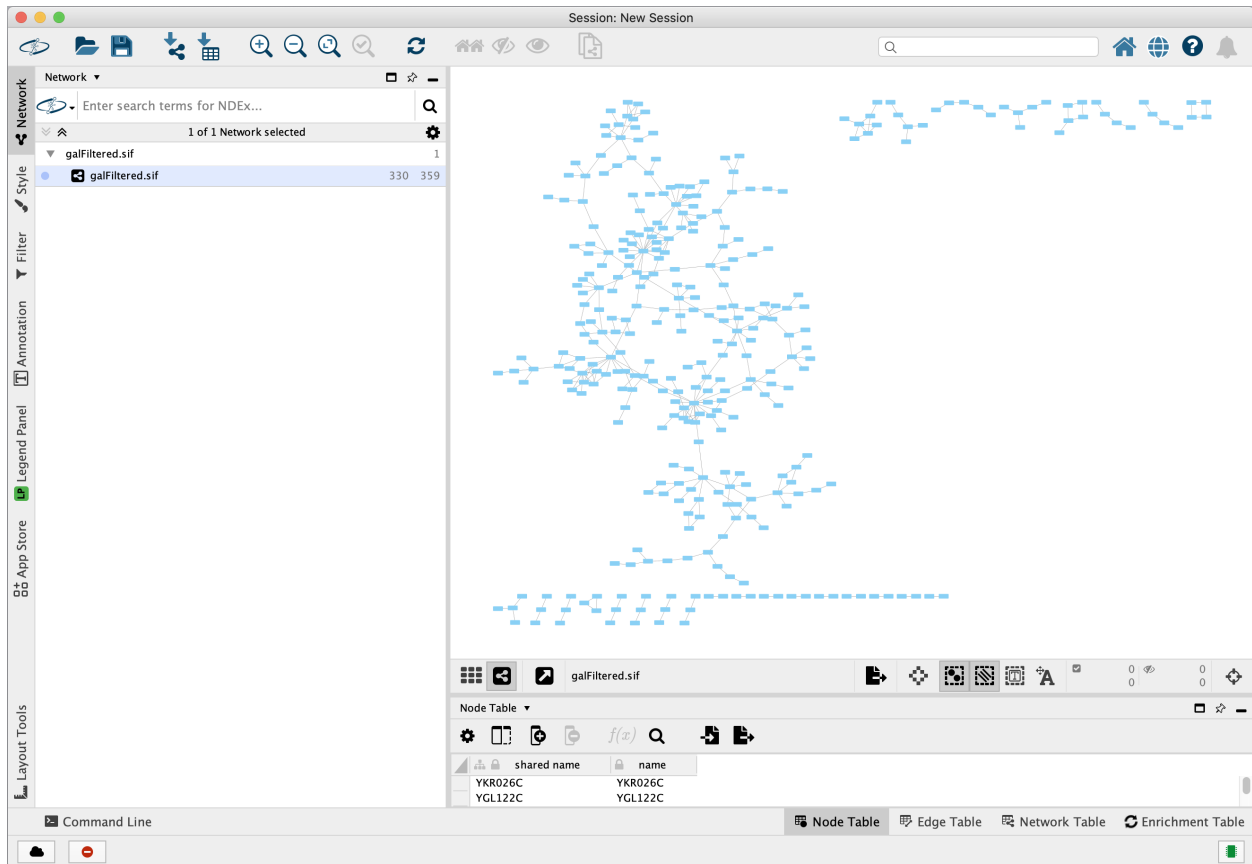 Session: New Session
Network ▼
Enter search terms for NDEx...
1 of 1 Network selected
galFiltered.sif 1
galFiltered.sif 330 359
Network
Style
Filter
Annotation
LP Legend Panel
App Store
Layout Tools
galFiltered.sif
0 0
0 0
Node Table ▼
f(x)
shared name name
YKR026C YKR026C
YGL122C YGL122C
Command Line
Node Table Edge Table Network Table Enrichment Table